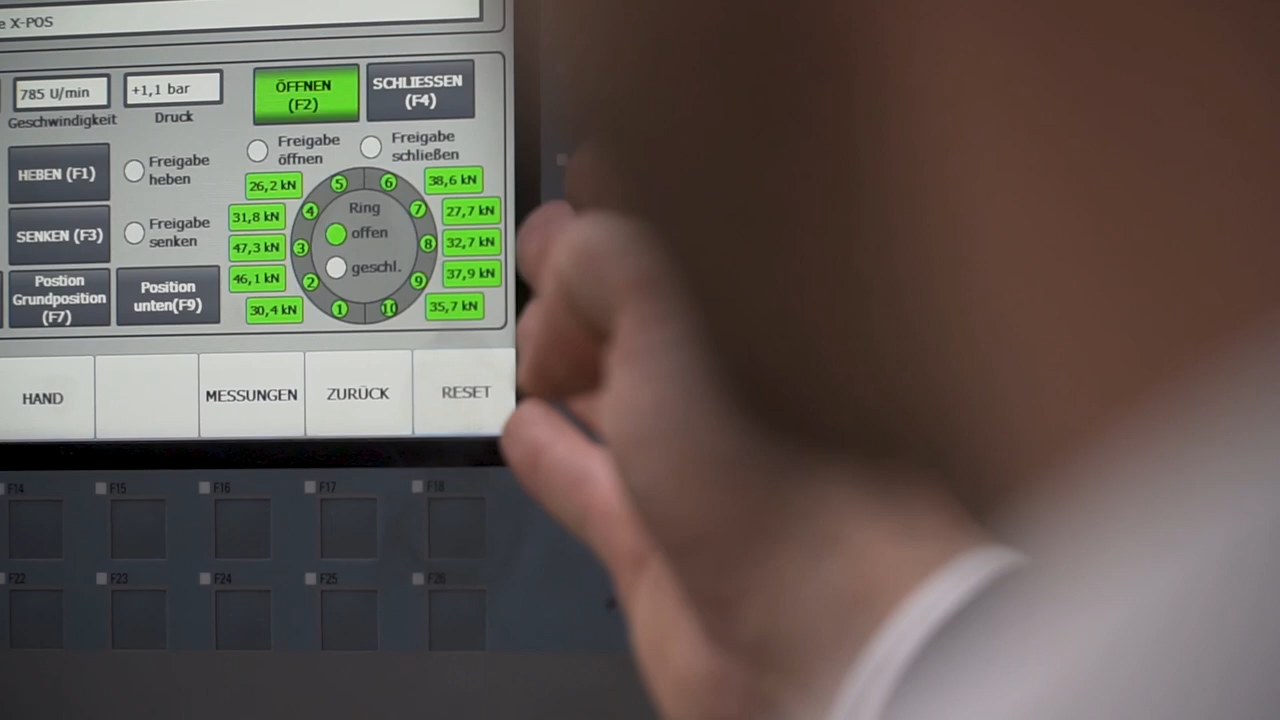 e X-POS
785 U/min
+1,1 bar
Geschwindigkeit
Druck
ÖFFNEN
(F2)
SCHLIESSEN
(F4)
Freigabe
öffnen
Freigabe
schließen
HEBEN (F1)
Freigabe
heben
SENKEN (F3)
Freigabe
senken
Postion
Grundposition
(F7)
Position
unten(F9)
26,2 kN
31,8 kN
47,3 kN
46,1 kN
30,4 kN
5
6
4
7
3
8
2
9
1
10
Ring
offen
geschl.
38,6 kN
27,7 kN
32,7 kN
37,9 kN
35,7 kN
HAND
MESSUNGEN
ZURÜCK
RESET
F14
F15
F16
F17
F18
F22
F23
F24
F25
F26